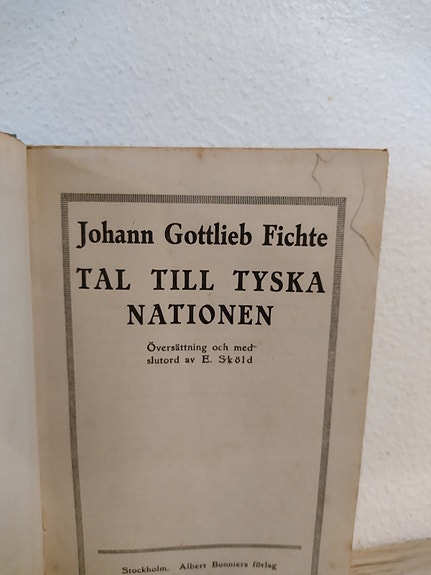 Johann Gottlieb Fichte
TAL TILL TYSKA
NATIONEN
Översättning och med
slutord av E. Sköld
Stockholm. Albert Bonniers förlag